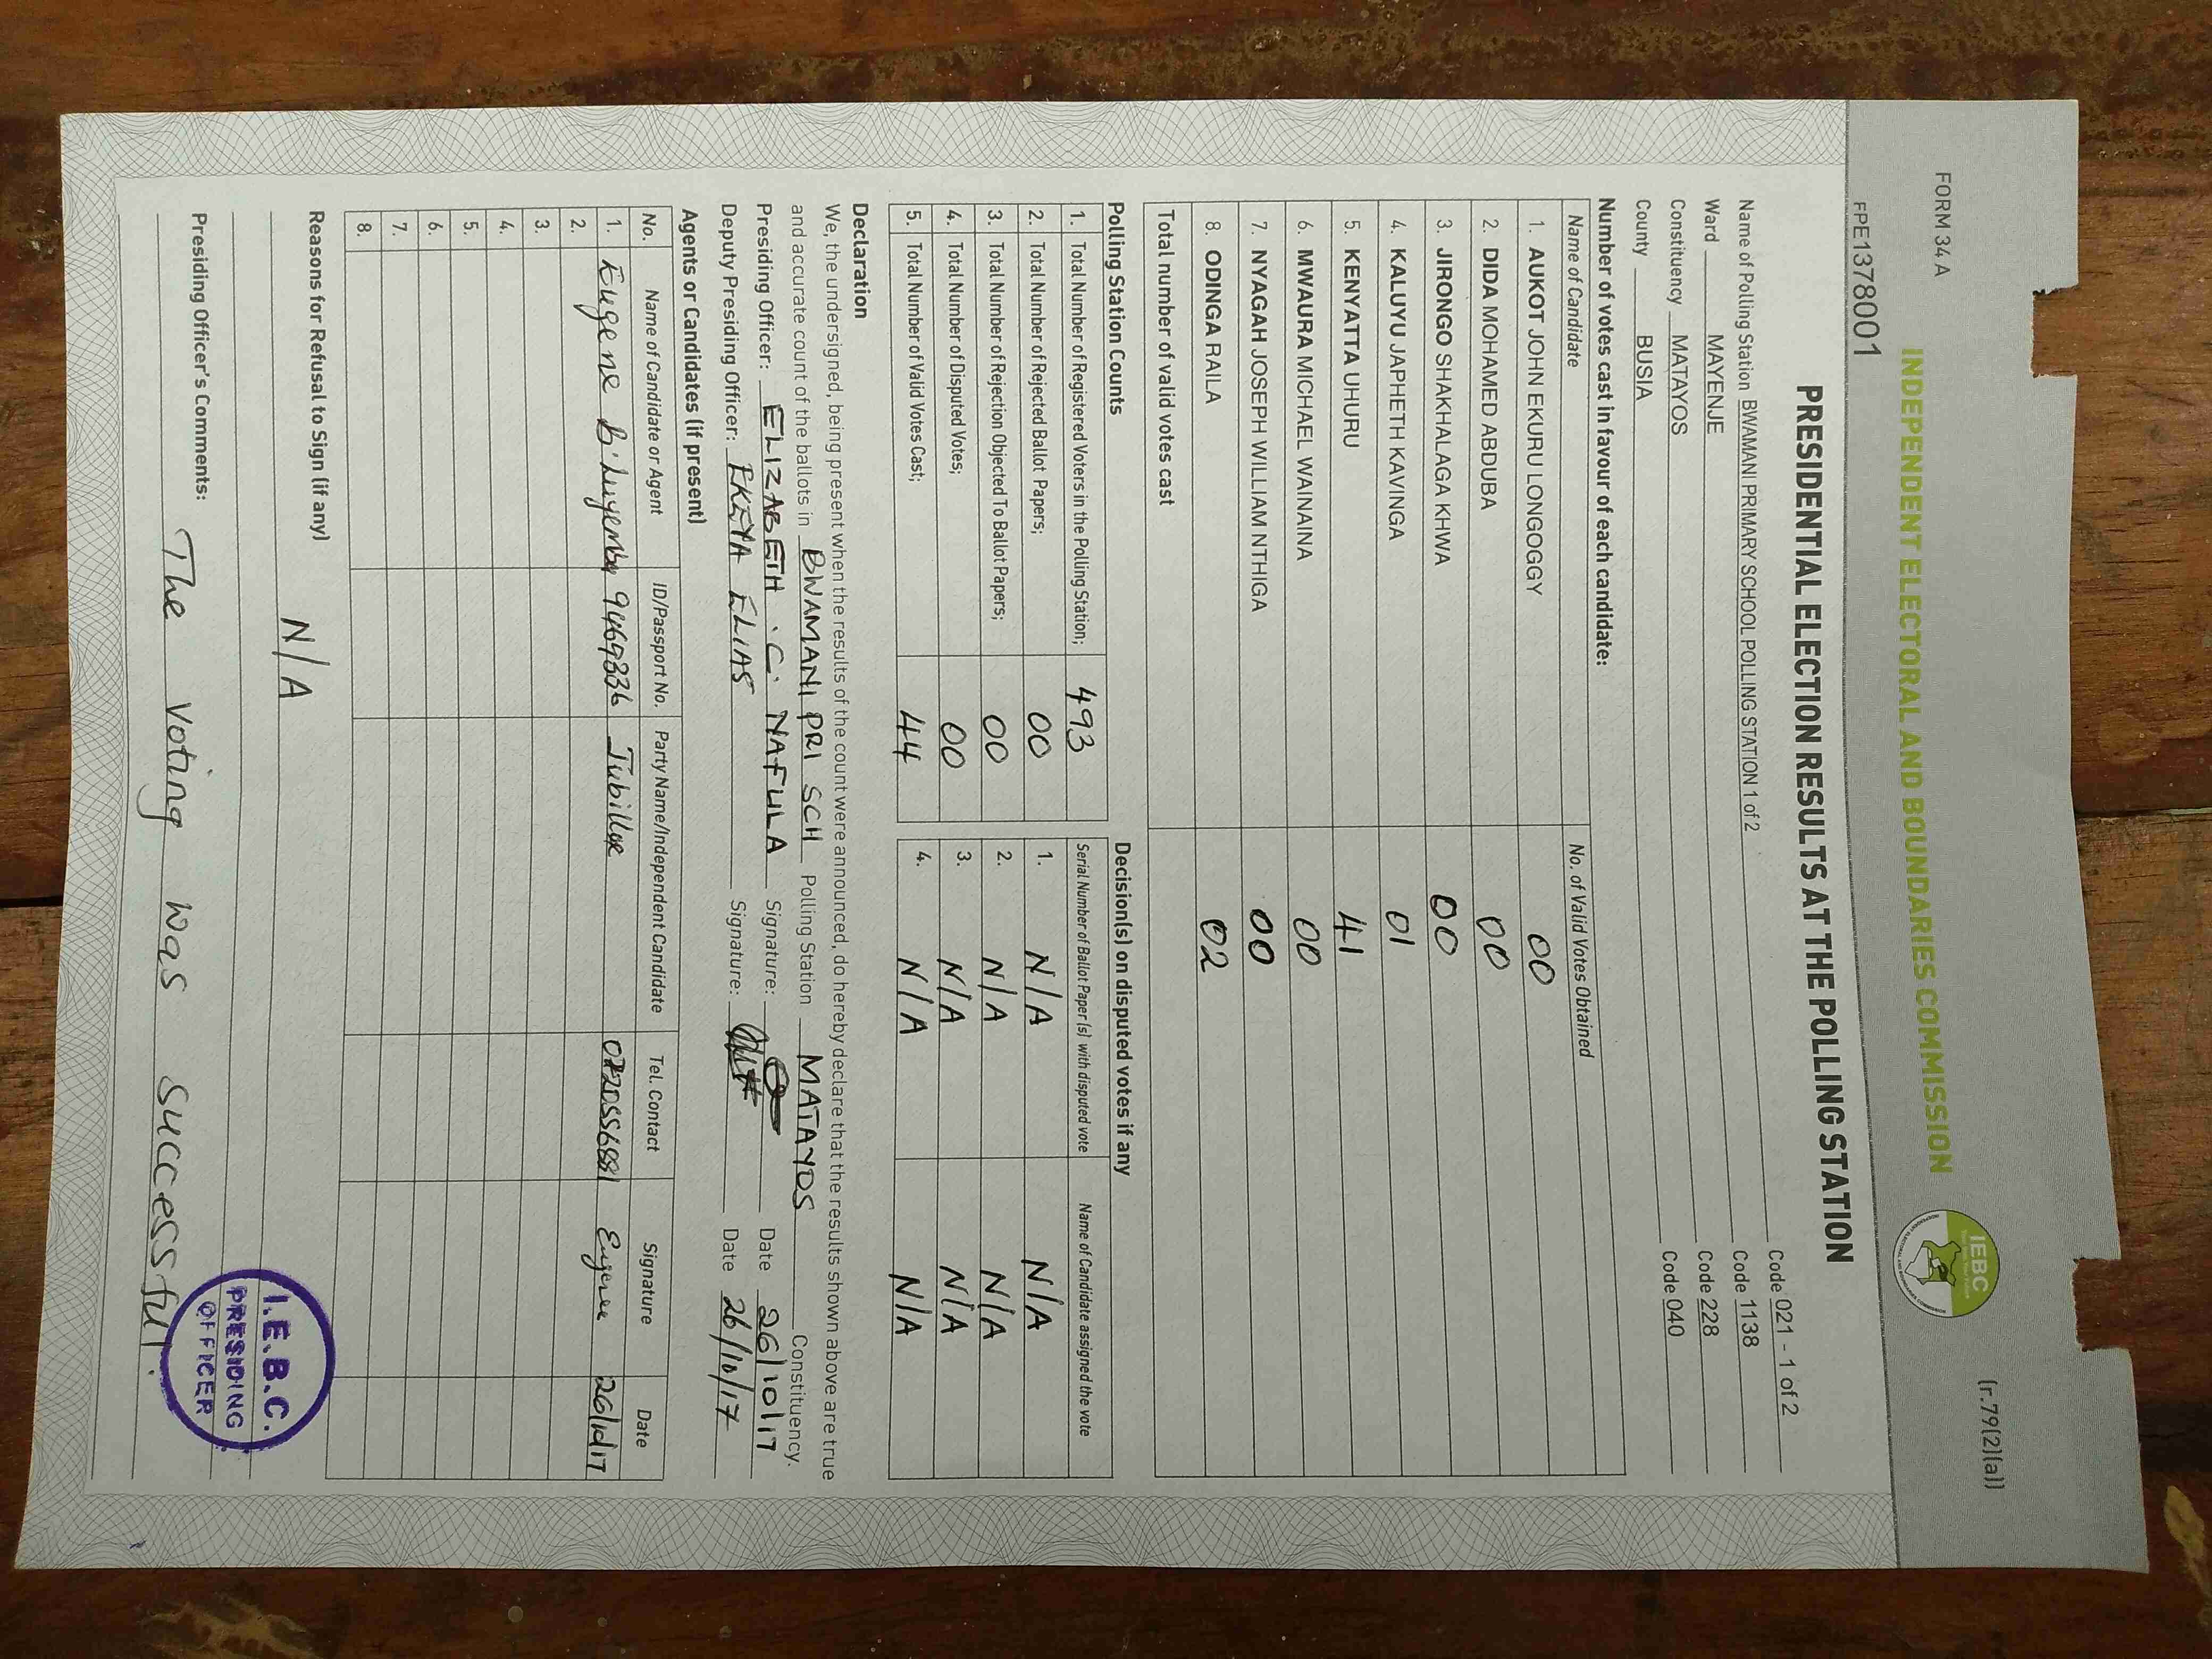 FORM 34 A
(r.79(2)(a))
INDEPENDENT ELECTORAL AND BOUNDARIES COMMISSION
IEBC
FPE1378001
PRESIDENTIAL ELECTION RESULTS AT THE POLLING STATION
Name of Polling Station BWAMANI PRIMARY SCHOOL POLLING STATION 1 of 2 Code 021 - 1 of 2
Ward MAYENJE Code 1138
Constituency MATAYOS Code 228
County BUSIA Code 040
Number of votes cast in favour of each candidate:
Name of Candidate No. of Valid Votes Obtained
1. AUKOT JOHN EKURU LONGOGGY 00
2. DIDA MOHAMED ABDUBA 00
3. JIRONGO SHAKHALAGA KHWA 00
4. KALUYU JAPHETH KAVINGA 01
5. KENYATTA UHURU 41
6. MWAURA MICHAEL WAINAINA 00
7. NYAGAH JOSEPH WILLIAM NTHIGA 00
8. ODINGA RAILA 02
Total number of valid votes cast
Polling Station Counts
1. Total Number of Registered Voters in the Polling Station; 493
2. Total Number of Rejected Ballot Papers; 00
3. Total Number of Rejection Objected To Ballot Papers; 00
4. Total Number of Disputed Votes; 00
5. Total Number of Valid Votes Cast; 44
Decision(s) on disputed votes if any
Serial Number of Ballot Paper (s) with disputed vote Name of Candidate assigned the vote
1. N/A N/A
2. N/A N/A
3. N/A N/A
4. N/A N/A
Declaration
We, the undersigned, being present when the results of the count were announced, do hereby declare that the results shown above are true
and accurate count of the ballots in BWAMANI PRI SCH Polling Station MATAYOS Constituency.
Presiding Officer: ELIZABETH .C. NAFULA Signature: Date 26/10/17
Deputy Presiding Officer: EKEYA ELIAS Signature: Date 26/10/17
Agents or Candidates (if present)
No. Name of Candidate or Agent ID/Passport No. Party Name/Independent Candidate Tel. Contact Signature Date
1. Eugene B. 9469336 Jubilee Eugene 26/10/17
2.
3.
4.
5.
6.
7.
8.
Reasons for Refusal to Sign (if any)
N/A
Presiding Officer's Comments: The voting was successful.
I.E.B.C.
PRESIDING
OFFICER